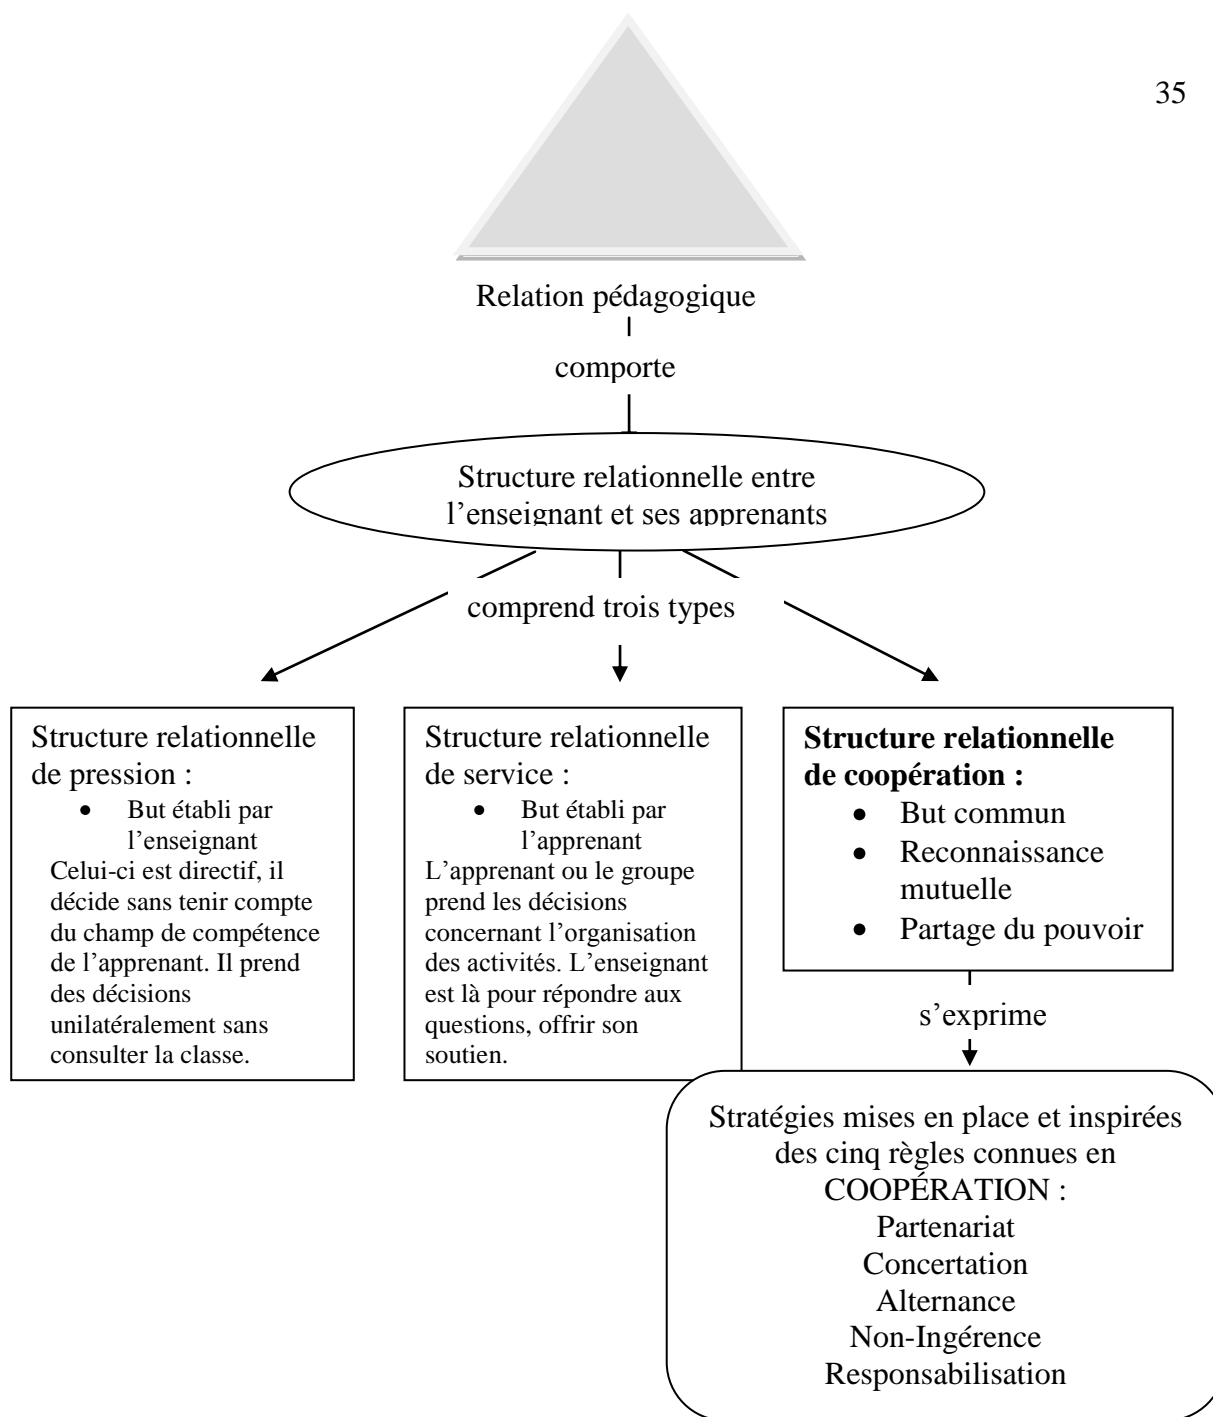 35
Relation pédagogique
comporte
Structure relationnelle entre
l’enseignant et ses apprenants
comprend trois types
Structure relationnelle
de pression :
• But établi par
l’enseignant
Celui-ci est directif, il
décide sans tenir compte
du champ de compétence
de l’apprenant. Il prend
des décisions
unilatéralement sans
consulter la classe.
Structure relationnelle
de service :
• But établi par
l’apprenant
L’apprenant ou le groupe
prend les décisions
concernant l’organisation
des activités. L’enseignant
est là pour répondre aux
questions, offrir son
soutien.
Structure relationnelle
de coopération :
• But commun
• Reconnaissance
mutuelle
• Partage du pouvoir
s’exprime
Stratégies mises en place et inspirées
des cinq règles connues en
COOPÉRATION :
Partenariat
Concertation
Alternance
Non-Ingérence
Responsabilisation